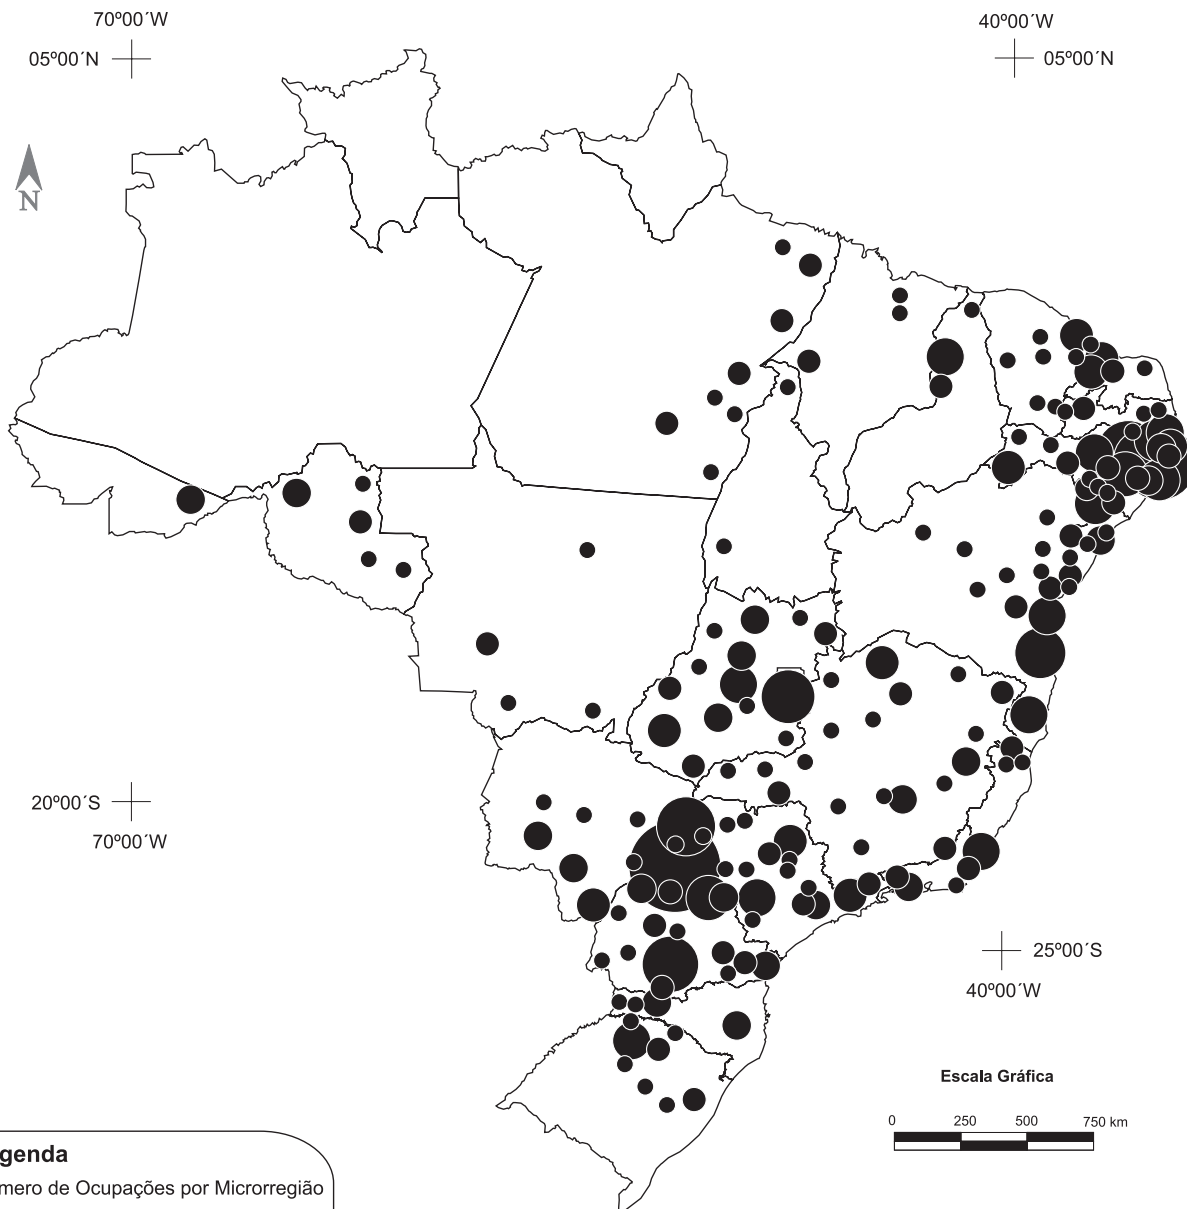 70º00´W
40º00´W
05º00´N
05º00´N
N
20º00´S
70º00´W
25º00´S
40º00´W
Escala Gráfica
0 250 500 750 km
genda
mero de Ocupações por Microrregião